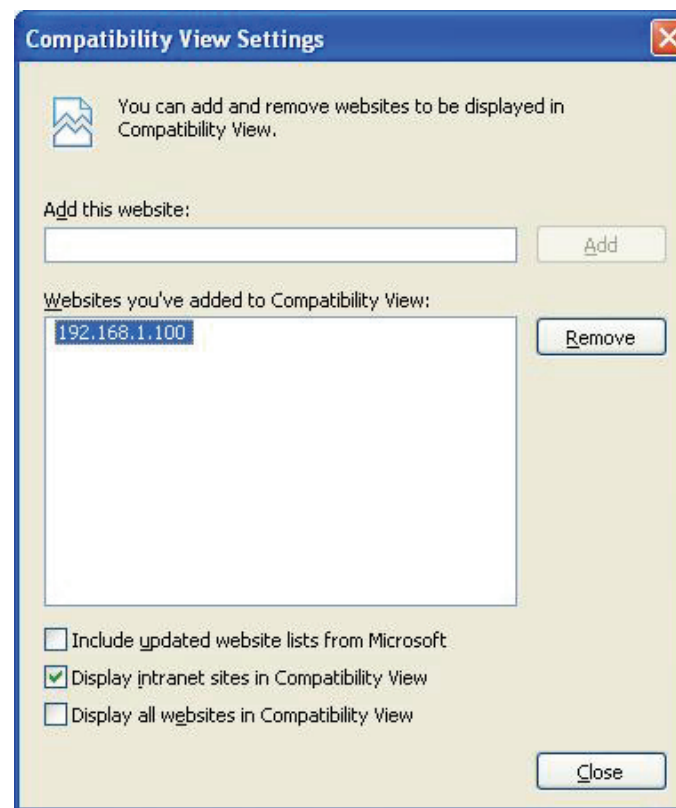 Compatibility View Settings
You can add and remove websites to be displayed in
Compatibility View.
Add this website:
Add
Websites you've added to Compatibility View:
192.168.1.100
Remove
Include updated website lists from Microsoft
Display intranet sites in Compatibility View
Display all websites in Compatibility View
Close